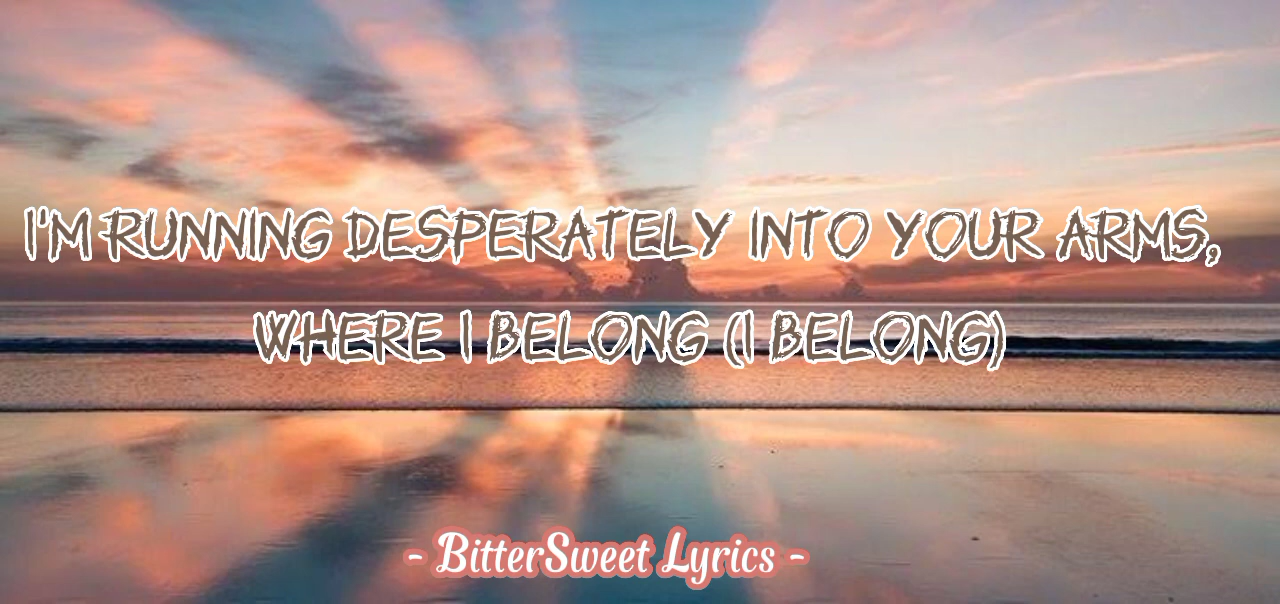 I'M RUNNING DESPERATELY INTO YOUR ARMS,
WHERE I BELONG (I BELONG)
- BitterSweet Lyrics -